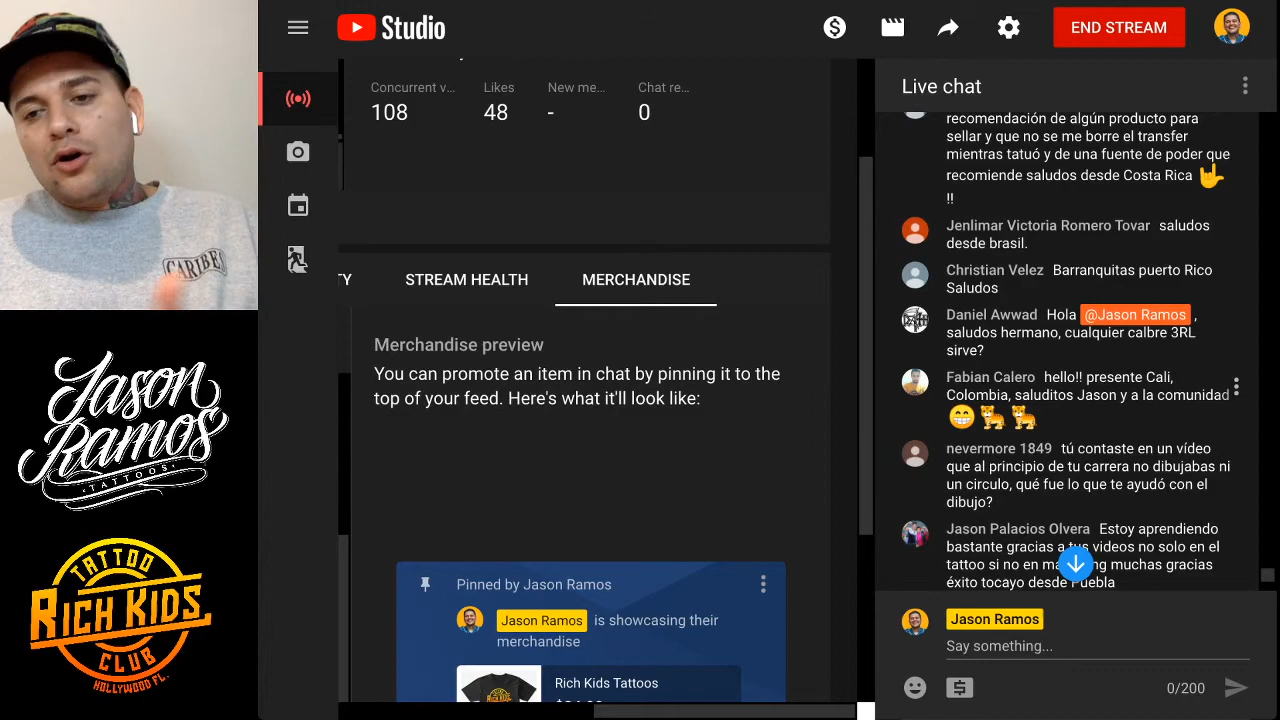 CARIBE
Jason
Ramos
TATTOOS
TATTOO
RICH KIDS
CLUB
HOLLYWOOD FL.
Studio
END STREAM
Concurrent v...
Likes
New me...
Chat re...
108
48
-
0
TY
STREAM HEALTH
MERCHANDISE
Merchandise preview
You can promote an item in chat by pinning it to the
top of your feed. Here's what it'll look like:
Pinned by Jason Ramos
Jason Ramos is showcasing their
merchandise
Rich Kids Tattoos
Live chat
recomendación de algún producto para
sellar y que no se me borre el transfer
mientras tatuó y de una fuente de poder que
recomiende saludos desde Costa Rica 🤟
!!
Jenlimar Victoria Romero Tovar saludos
desde brasil.
Christian Velez Barranquitas puerto Rico
Saludos
Daniel Awwad Hola @Jason Ramos ,
saludos hermano, cualquier calbre 3RL
sirve?
Fabian Calero hello!! presente Cali,
Colombia, saluditos Jason y a la comunidad
😁🐅🐅
nevermore 1849 tú contaste en un vídeo
que al principio de tu carrera no dibujabas ni
un circulo, qué fue lo que te ayudó con el
dibujo?
Jason Palacios Olvera Estoy aprendiendo
bastante gracias a tus videos no solo en el
tattoo si no en ma ng muchas gracias
éxito tocayo desde Puebla
Jason Ramos
Say something...
0/200